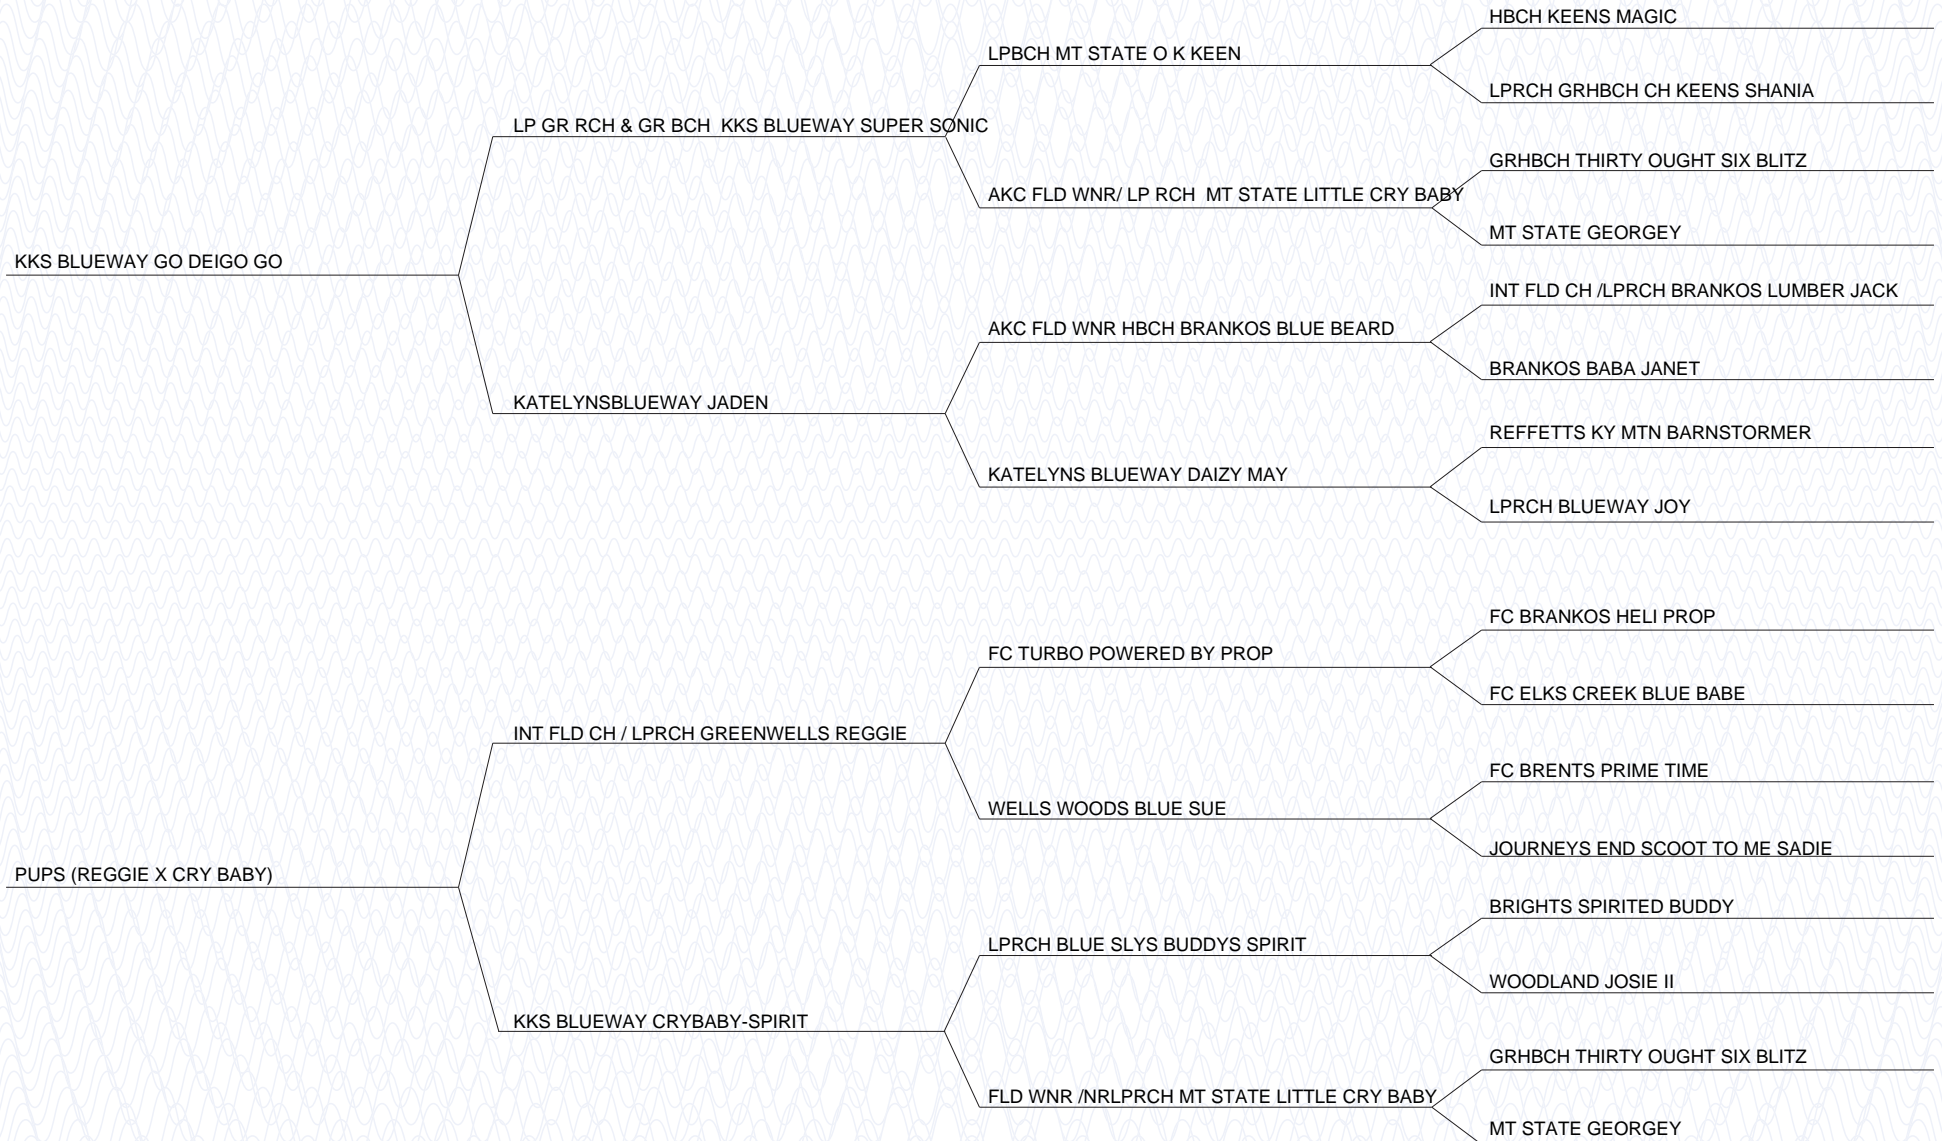 HBCH KEENS MAGIC
LPBCH MT STATE O K KEEN
LPRCH GRHBCH CH KEENS SHANIA
LP GR RCH & GR BCH  KKS BLUEWAY SUPER SONIC
GRHBCH THIRTY OUGHT SIX BLITZ
AKC FLD WNR/ LP RCH  MT STATE LITTLE CRY BABY
MT STATE GEORGEY
KKS BLUEWAY GO DEIGO GO
INT FLD CH /LPRCH BRANKOS LUMBER JACK
AKC FLD WNR HBCH BRANKOS BLUE BEARD
BRANKOS BABA JANET
KATELYNSBLUEWAY JADEN
REFFETTS KY MTN BARNSTORMER
KATELYNS BLUEWAY DAIZY MAY
LPRCH BLUEWAY JOY
FC BRANKOS HELI PROP
FC TURBO POWERED BY PROP
FC ELKS CREEK BLUE BABE
INT FLD CH / LPRCH GREENWELLS REGGIE
FC BRENTS PRIME TIME
WELLS WOODS BLUE SUE
JOURNEYS END SCOOT TO ME SADIE
PUPS (REGGIE X CRY BABY)
BRIGHTS SPIRITED BUDDY
LPRCH BLUE SLYS BUDDYS SPIRIT
WOODLAND JOSIE II
KKS BLUEWAY CRYBABY-SPIRIT
GRHBCH THIRTY OUGHT SIX BLITZ
FLD WNR /NRLPRCH MT STATE LITTLE CRY BABY
MT STATE GEORGEY